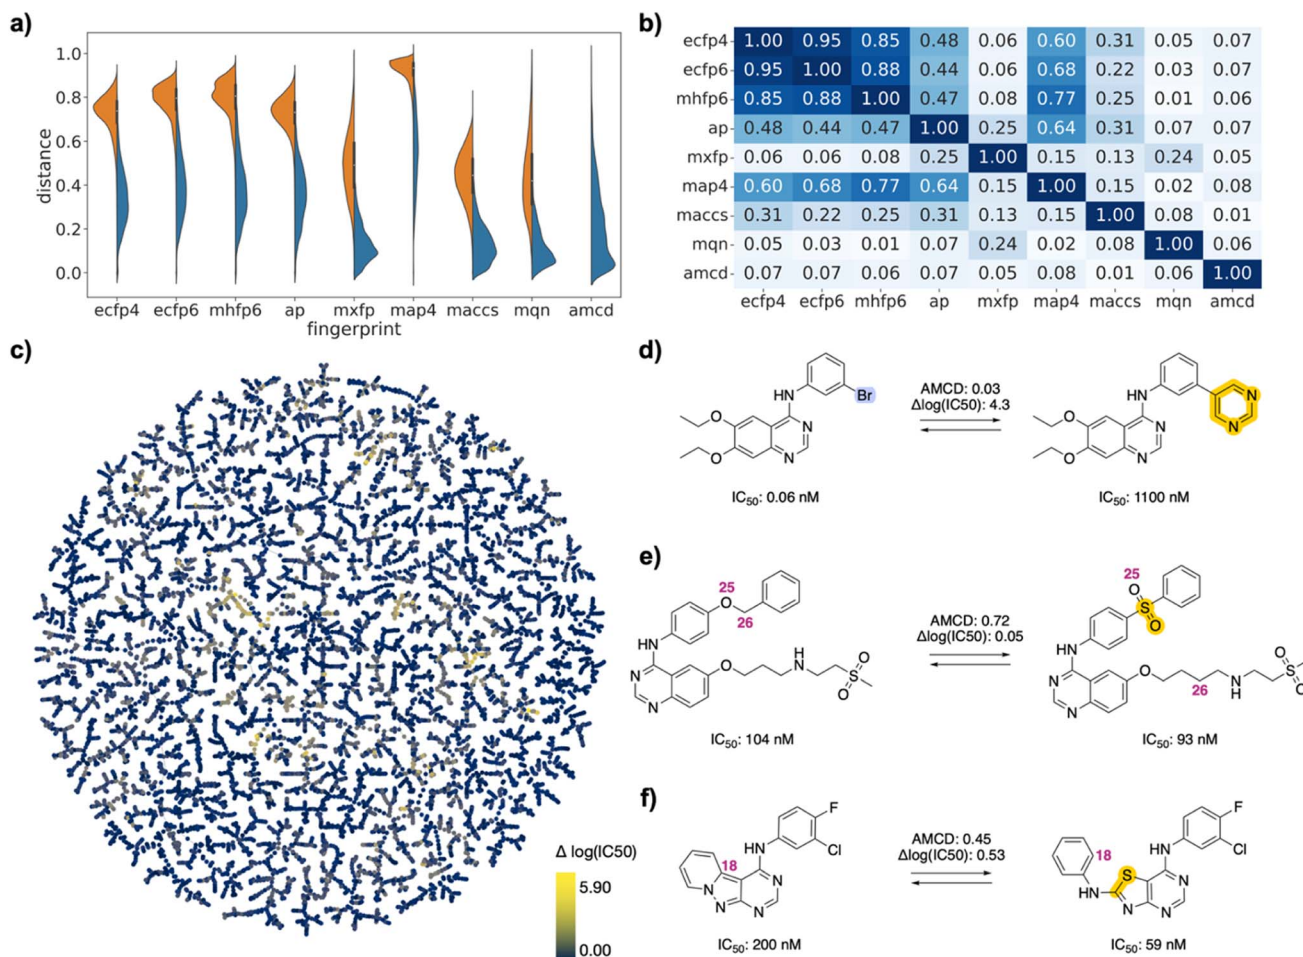 a)
1.0
0.8
0.6
0.4
0.2
0.0
distance
ecfp4 ecfp6 mhfp6 ap mxfp map4 maccs mqn amcd
fingerprint
b)
ecfp4 1.00 0.95 0.85 0.48 0.06 0.60 0.31 0.05 0.07
ecfp6 0.95 1.00 0.88 0.44 0.06 0.68 0.22 0.03 0.07
mhfp6 0.85 0.88 1.00 0.47 0.08 0.77 0.25 0.01 0.06
ap 0.48 0.44 0.47 1.00 0.25 0.64 0.31 0.07 0.07
mxfp 0.06 0.06 0.08 0.25 1.00 0.15 0.13 0.24 0.05
map4 0.60 0.68 0.77 0.64 0.15 1.00 0.15 0.02 0.08
maccs 0.31 0.22 0.25 0.31 0.13 0.15 1.00 0.08 0.01
mqn 0.05 0.03 0.01 0.07 0.24 0.02 0.08 1.00 0.06
amcd 0.07 0.07 0.06 0.07 0.05 0.08 0.01 0.06 1.00
ecfp4 ecfp6 mhfp6 ap mxfp map4 maccs mqn amcd
c)
Δ log(IC50)
5.90
0.00
d)
HN
Br
O
O
N
N
IC50: 0.06 nM
AMCD: 0.03
Δlog(IC50): 4.3
HN
N
N
O
O
N
N
IC50: 1100 nM
e)
25
O
26
HN
N
N
O
H
N
O
S
O
IC50: 104 nM
AMCD: 0.72
Δlog(IC50): 0.05
25
O
S
O
HN
N
N
O
26
H
N
O
S
O
IC50: 93 nM
f)
F
Cl
HN
18
N
N
N
N
IC50: 200 nM
AMCD: 0.45
Δlog(IC50): 0.53
F
Cl
HN
18
S
HN
N
N
N
IC50: 59 nM